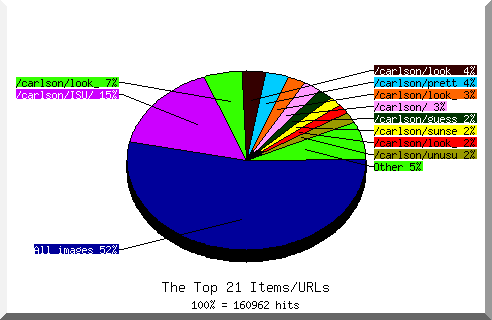 /carlson/look_ 7%
/carlson/ISU/ 15%
All images 52%
/carlson/look_ 4%
/carlson/prett 4%
/carlson/look_ 3%
/carlson/ 3%
/carlson/guess 2%
/carlson/sunse 2%
/carlson/look_ 2%
/carlson/unusu 2%
Other 5%
The Top 21 Items/URLs
100% = 160962 hits